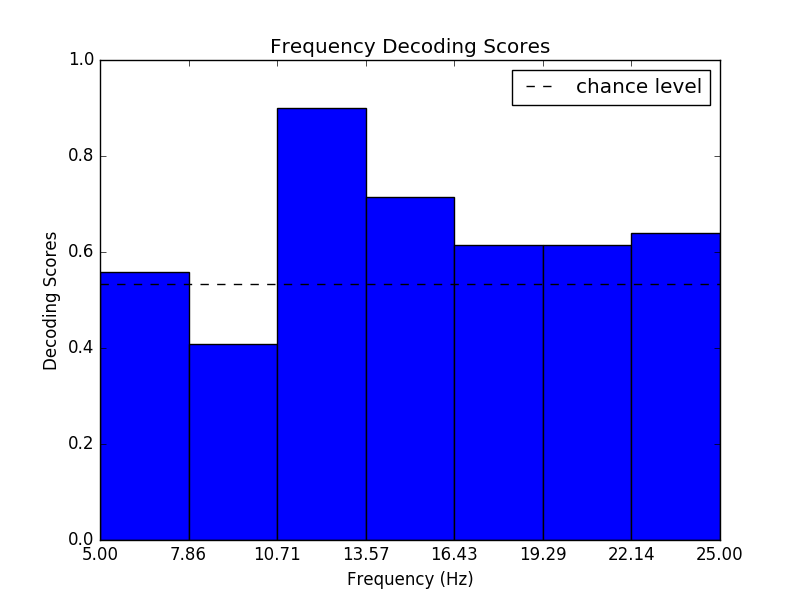 Frequency Decoding Scores
chance level
1.0
0.8
0.6
0.4
0.2
0.0
Decoding Scores
5.00 7.86 10.71 13.57 16.43 19.29 22.14 25.00
Frequency (Hz)